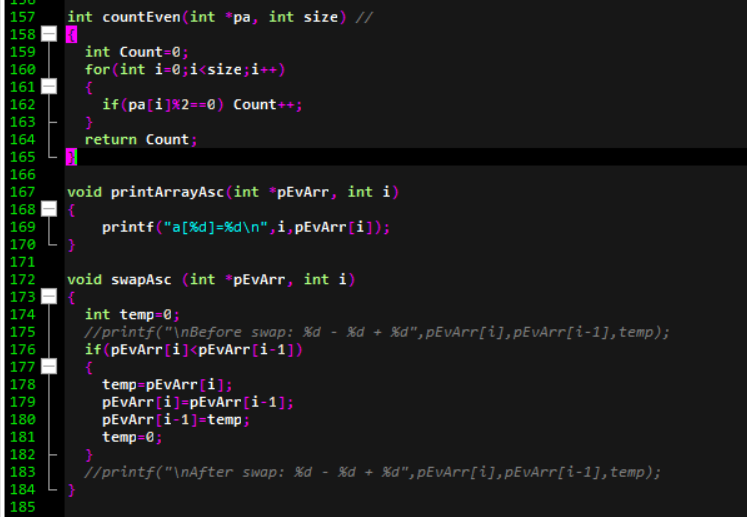 157 int countEven(int *pa, int size) //
158 {
159 int Count=0;
160 for(int i=0;i<size;i++)
161 {
162 if(pa[i]%2==0) Count++;
163 }
164 return Count;
165 }
166
167 void printArrayAsc(int *pEvArr, int i)
168 {
169 printf("a[%d]=%d\n",i,pEvArr[i]);
170 }
171
172 void swapAsc (int *pEvArr, int i)
173 {
174 int temp=0;
175 //printf("\nBefore swap: %d - %d + %d",pEvArr[i],pEvArr[i-1],temp);
176 if(pEvArr[i]<pEvArr[i-1])
177 {
178 temp=pEvArr[i];
179 pEvArr[i]=pEvArr[i-1];
180 pEvArr[i-1]=temp;
181 temp=0;
182 }
183 //printf("\nAfter swap: %d - %d + %d",pEvArr[i],pEvArr[i-1],temp);
184 }
185